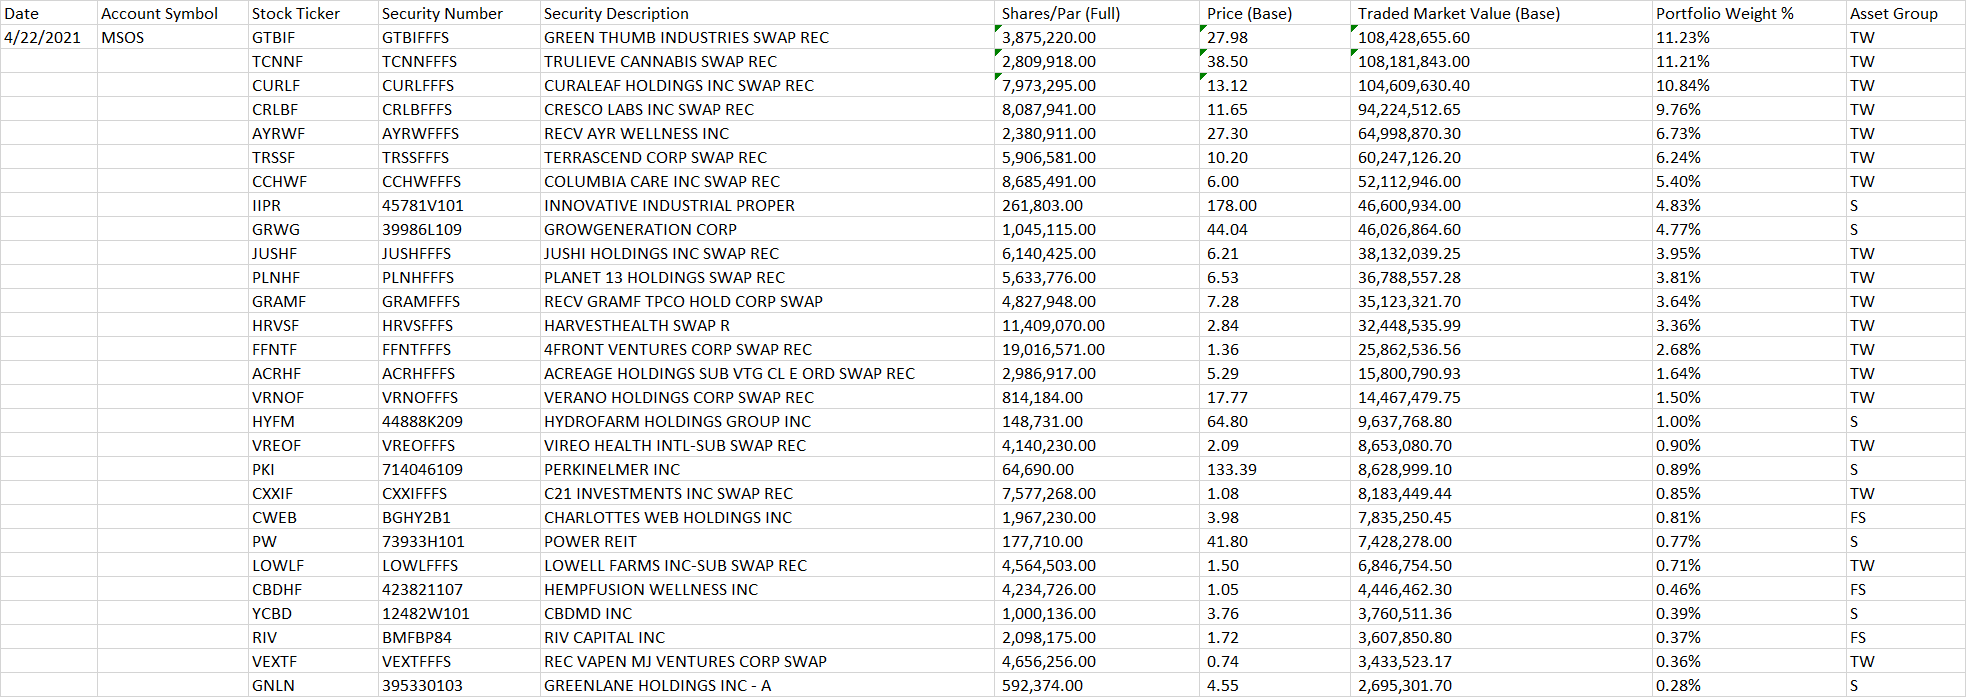 Date Account Symbol Stock Ticker Security Number Security Description Shares/Par (Full) Price (Base) Traded Market Value (Base) Portfolio Weight % Asset Group
4/22/2021 MSOS GTBIF GTBIFFFS GREEN THUMB INDUSTRIES SWAP REC 3,875,220.00 27.98 108,428,655.60 11.23% TW
TCNNF TCNNFFFS TRULIEVE CANNABIS SWAP REC 2,809,918.00 38.50 108,181,843.00 11.21% TW
CURLF CURLFFFS CURALEAF HOLDINGS INC SWAP REC 7,973,295.00 13.12 104,609,630.40 10.84% TW
CRLBF CRLBFFFS CRESCO LABS INC SWAP REC 8,087,941.00 11.65 94,224,512.65 9.76% TW
AYRWF AYRWFFFS RECV AYR WELLNESS INC 2,380,911.00 27.30 64,998,870.30 6.73% TW
TRSSF TRSSFFFS TERRASCEND CORP SWAP REC 5,906,581.00 10.20 60,247,126.20 6.24% TW
CCHWF CCHWFFFS COLUMBIA CARE INC SWAP REC 8,685,491.00 6.00 52,112,946.00 5.40% TW
IIPR 45781V101 INNOVATIVE INDUSTRIAL PROPER 261,803.00 178.00 46,600,934.00 4.83% S
GRWG 39986L109 GROWGENERATION CORP 1,045,115.00 44.04 46,026,864.60 4.77% S
JUSHF JUSHFFFS JUSHI HOLDINGS INC SWAP REC 6,140,425.00 6.21 38,132,039.25 3.95% TW
PLNHF PLNHFFFS PLANET 13 HOLDINGS SWAP REC 5,633,776.00 6.53 36,788,557.28 3.81% TW
GRAMF GRAMFFFS RECV GRAMF TPCO HOLD CORP SWAP 4,827,948.00 7.28 35,123,321.70 3.64% TW
HRVSF HRVSFFFS HARVESTHEALTH SWAP R 11,409,070.00 2.84 32,448,535.99 3.36% TW
FFNTF FFNTFFFS 4FRONT VENTURES CORP SWAP REC 19,016,571.00 1.36 25,862,536.56 2.68% TW
ACRHF ACRHFFFS ACREAGE HOLDINGS SUB VTG CL E ORD SWAP REC 2,986,917.00 5.29 15,800,790.93 1.64% TW
VRNOF VRNOFFFS VERANO HOLDINGS CORP SWAP REC 814,184.00 17.77 14,467,479.75 1.50% TW
HYFM 44888K209 HYDROFARM HOLDINGS GROUP INC 148,731.00 64.80 9,637,768.80 1.00% S
VREOF VREOFFFS VIREO HEALTH INTL-SUB SWAP REC 4,140,230.00 2.09 8,653,080.70 0.90% TW
PKI 714046109 PERKINELMER INC 64,690.00 133.39 8,628,999.10 0.89% S
CXXIF CXXIFFFS C21 INVESTMENTS INC SWAP REC 7,577,268.00 1.08 8,183,449.44 0.85% TW
CWEB BGHY2B1 CHARLOTTES WEB HOLDINGS INC 1,967,230.00 3.98 7,835,250.45 0.81% FS
PW 73933H101 POWER REIT 177,710.00 41.80 7,428,278.00 0.77% S
LOWLF LOWLFFFS LOWELL FARMS INC-SUB SWAP REC 4,564,503.00 1.50 6,846,754.50 0.71% TW
CBDHF 423821107 HEMPFUSION WELLNESS INC 4,234,726.00 1.05 4,446,462.30 0.46% FS
YCBD 12482W101 CBDMD INC 1,000,136.00 3.76 3,760,511.36 0.39% S
RIV BMFBP84 RIV CAPITAL INC 2,098,175.00 1.72 3,607,850.80 0.37% FS
VEXTF VEXTFFFS REC VAPEN MJ VENTURES CORP SWAP 4,656,256.00 0.74 3,433,523.17 0.36% TW
GNLN 395330103 GREENLANE HOLDINGS INC - A 592,374.00 4.55 2,695,301.70 0.28% S